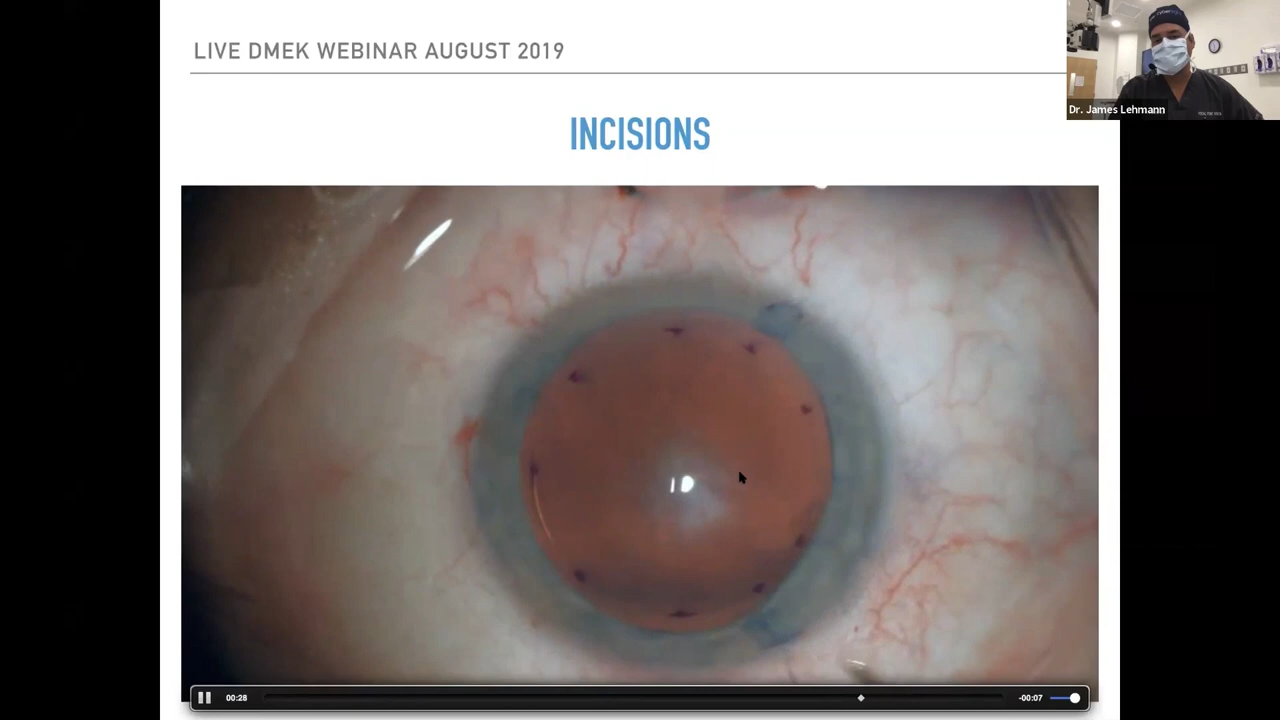 LIVE DMEK WEBINAR AUGUST 2019
Dr. James Lehmann
INCISIONS
00:28
-00:07